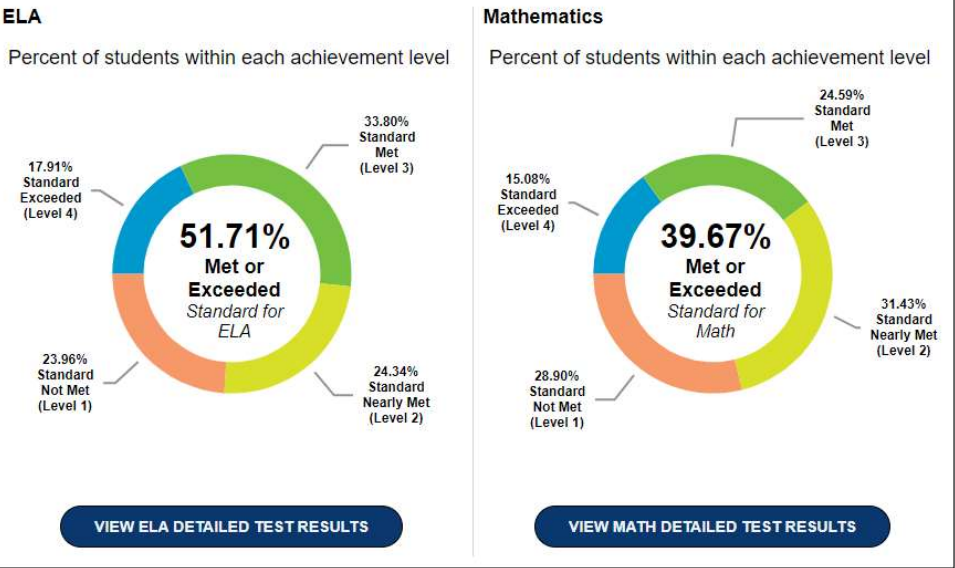 ELA
Percent of students within each achievement level
33.80%
Standard
Met
(Level 3)
17.91%
Standard
Exceeded
(Level 4)
51.71%
Met or
Exceeded
Standard for
ELA
23.96%
Standard
Not Met
(Level 1)
24.34%
Standard
Nearly Met
(Level 2)
VIEW ELA DETAILED TEST RESULTS
Mathematics
Percent of students within each achievement level
24.59%
Standard
Met
(Level 3)
15.08%
Standard
Exceeded
(Level 4)
39.67%
Met or
Exceeded
Standard for
Math
31.43%
Standard
Nearly Met
(Level 2)
28.90%
Standard
Not Met
(Level 1)
VIEW MATH DETAILED TEST RESULTS